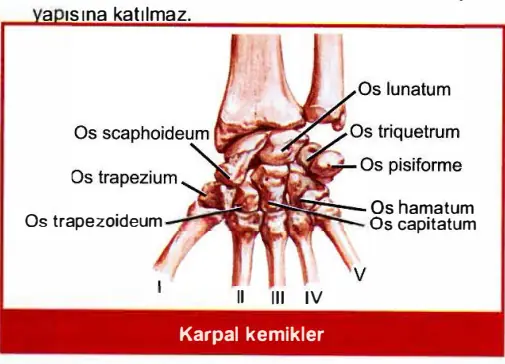 yapısına katılmaz.
Os lunatum
Os scaphoideum
Os triquetrum
Os pisiforme
Os trapezium
Os hamatum
Os trapezoideum
Os capitatum
I
II III IV
V
Karpal kemikler